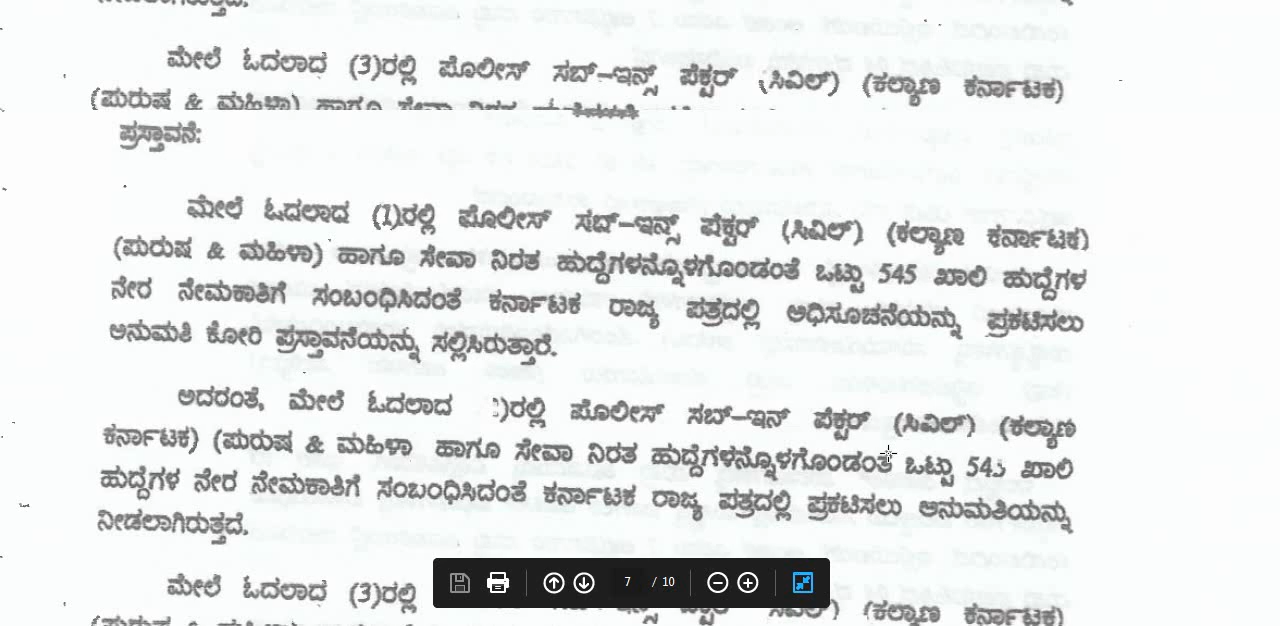 ಮೇಲೆ ಓದಲಾದ (3)ರಲ್ಲಿ ಪೊಲೀಸ್ ಸಬ್-ಇನ್ಸ್ ಪೆಕ್ಟರ್ (ಸಿವಿಲ್) (ಕಲ್ಯಾಣ ಕರ್ನಾಟಕ)
(ಪುರುಷ & ಮಹಿಳಾ) ಹಾಗೂ ಸೇವಾ ನಿರತ
ಪ್ರಸ್ತಾವನೆ:
ಮೇಲೆ ಓದಲಾದ (1)ರಲ್ಲಿ ಪೊಲೀಸ್ ಸಬ್-ಇನ್ಸ್ ಪೆಕ್ಟರ್ (ಸಿವಿಲ್) (ಕಲ್ಯಾಣ ಕರ್ನಾಟಕ)
(ಪುರುಷ & ಮಹಿಳಾ) ಹಾಗೂ ಸೇವಾ ನಿರತ ಹುದ್ದೆಗಳನ್ನೊಳಗೊಂಡಂತೆ ಒಟ್ಟು 545 ಖಾಲಿ ಹುದ್ದೆಗಳ
ನೇರ ನೇಮಕಾತಿಗೆ ಸಂಬಂಧಿಸಿದಂತೆ ಕರ್ನಾಟಕ ರಾಜ್ಯ ಪತ್ರದಲ್ಲಿ ಅಧಿಸೂಚನೆಯನ್ನು ಪ್ರಕಟಿಸಲು
ಅನುಮತಿ ಕೋರಿ ಪ್ರಸ್ತಾವನೆಯನ್ನು ಸಲ್ಲಿಸಿರುತ್ತಾರೆ.
ಅದರಂತೆ, ಮೇಲೆ ಓದಲಾದ )ರಲ್ಲಿ ಪೊಲೀಸ್ ಸಬ್-ಇನ್ ಪೆಕ್ಟರ್ (ಸಿವಿಲ್) (ಕಲ್ಯಾಣ
ಕರ್ನಾಟಕ) (ಪುರುಷ & ಮಹಿಳಾ ಹಾಗೂ ಸೇವಾ ನಿರತ ಹುದ್ದೆಗಳನ್ನೊಳಗೊಂಡಂತೆ ಒಟ್ಟು 545 ಖಾಲಿ
ಹುದ್ದೆಗಳ ನೇರ ನೇಮಕಾತಿಗೆ ಸಂಬಂಧಿಸಿದಂತೆ ಕರ್ನಾಟಕ ರಾಜ್ಯ ಪತ್ರದಲ್ಲಿ ಪ್ರಕಟಿಸಲು ಅನುಮತಿಯನ್ನು
ನೀಡಲಾಗಿರುತ್ತದೆ.
ಮೇಲೆ ಓದಲಾದ (3)ರಲ್ಲಿ ಸಿವಿಲ್) (ಕಲ್ಯಾಣ ಕರ್ನಾಟಕ)
7 / 10